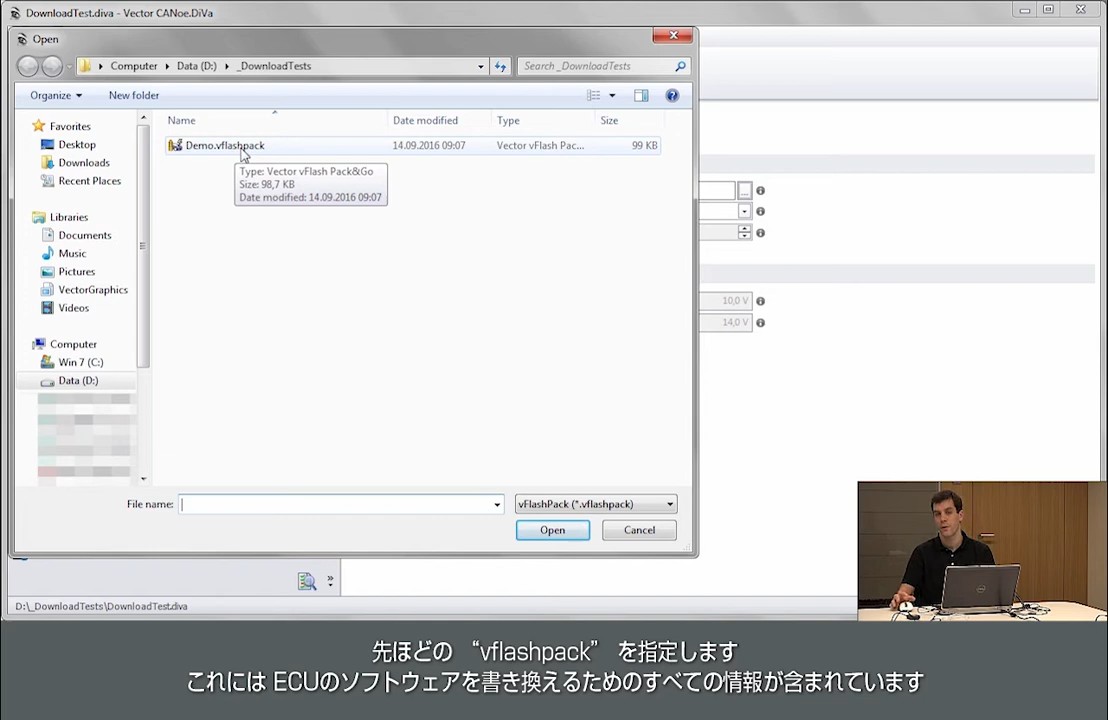 DownloadTest.diva - Vector CANoe.DiVa
Open
Computer
Data (D:)
_DownloadTests
Search _DownloadTests
Organize
New folder
Name
Date modified
Type
Size
Favorites
Desktop
Downloads
Recent Places
Libraries
Documents
Music
Pictures
VectorGraphics
Videos
Computer
Win 7 (C:)
Data (D:)
Demo.vflashpack
14.09.2016 09:07
Vector vFlash Pac...
99 KB
Type: Vector vFlash Pack&Go
Size: 98,7 KB
Date modified: 14.09.2016 09:07
10,0 V
14,0 V
File name:
vFlashPack (*.vflashpack)
Open
Cancel
D:\_DownloadTests\DownloadTest.diva
先ほどの “vflashpack” を指定します
これには ECUのソフトウェアを書き換えるためのすべての情報が含まれています